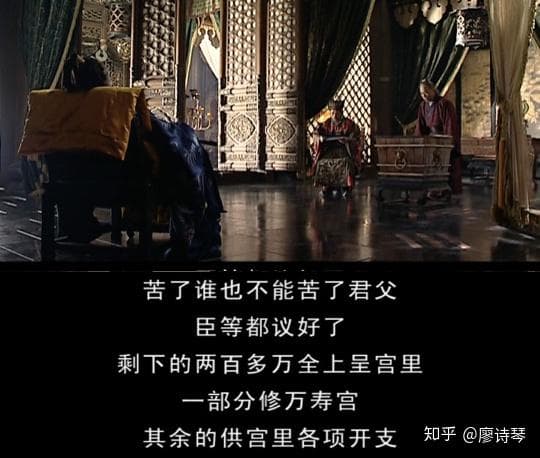 苦了谁也不能苦了君父
臣等都议好了
剩下的两百多万全上呈宫里
一部分修万寿宫
其余的供宫里各项开支
知乎 @廖诗琴